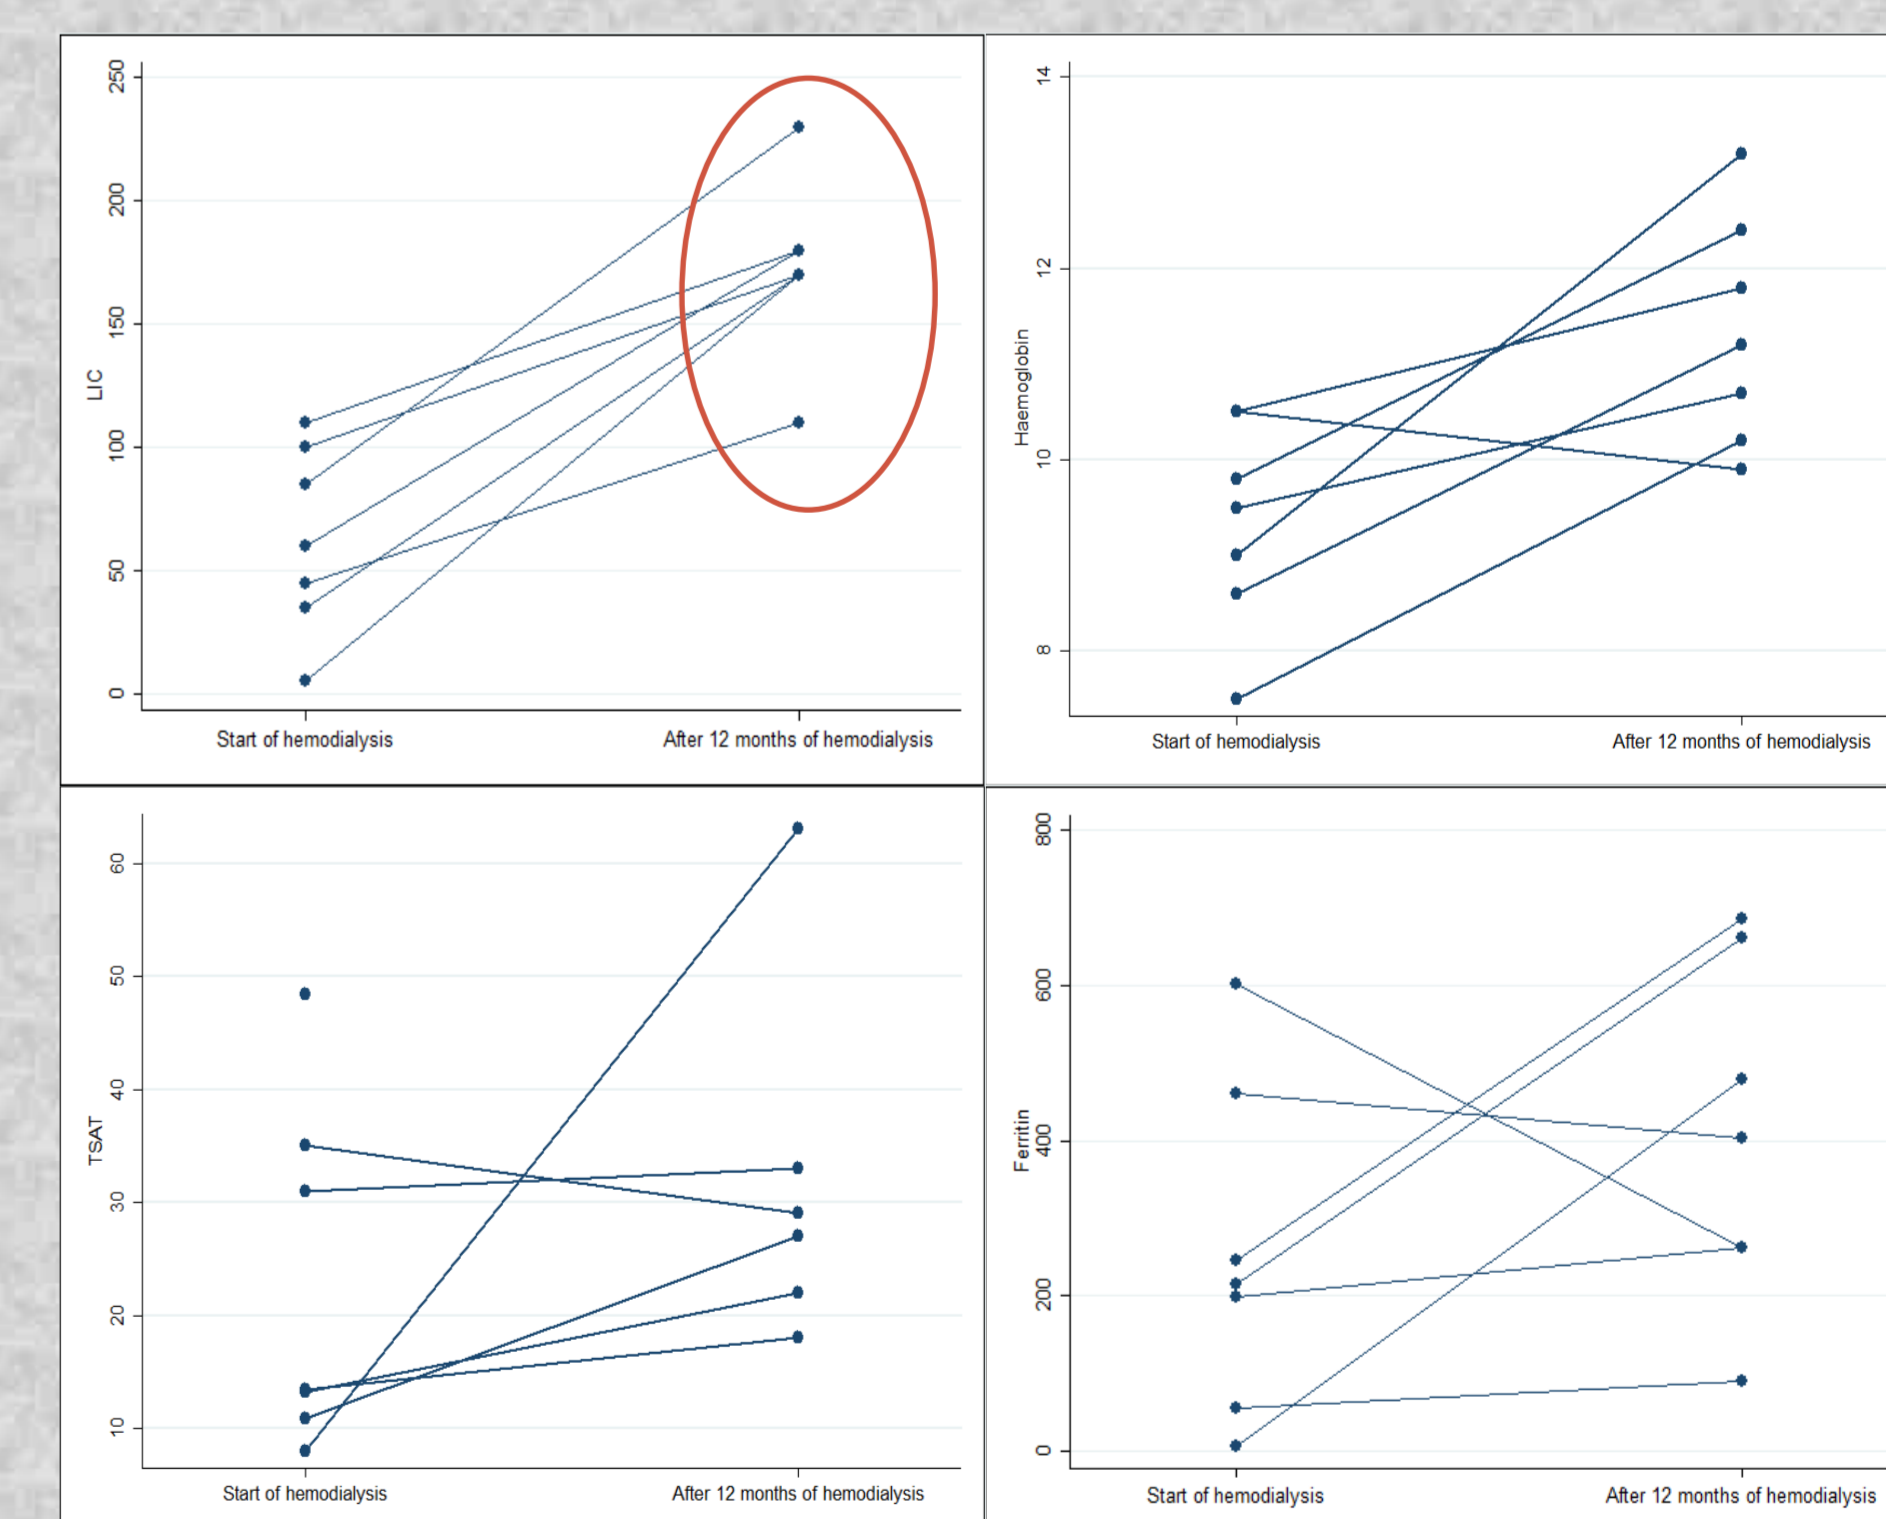 250
200
150
100
50
0
LIC
Start of hemodialysis
After 12 months of hemodialysis
14
12
10
8
Haemoglobin
Start of hemodialysis
After 12 months of hemodialysis
60
50
40
30
20
10
TSAT
Start of hemodialysis
After 12 months of hemodialysis
800
600
400
200
0
Ferritin
Start of hemodialysis
After 12 months of hemodialysis